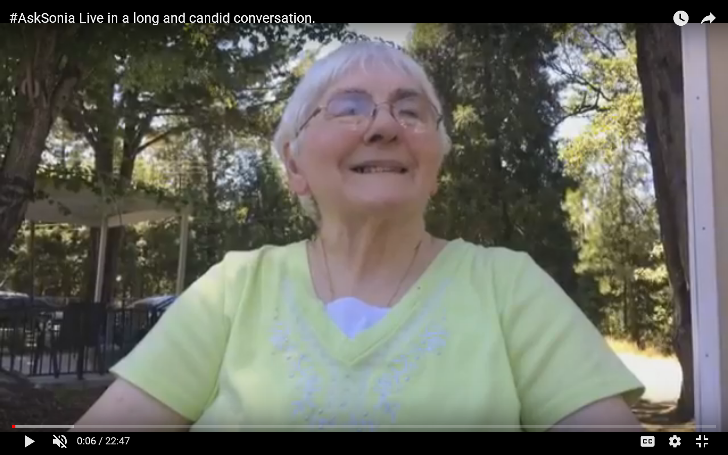 #AskSonia Live in a long and candid conversation.
0:06 / 22:47
CC